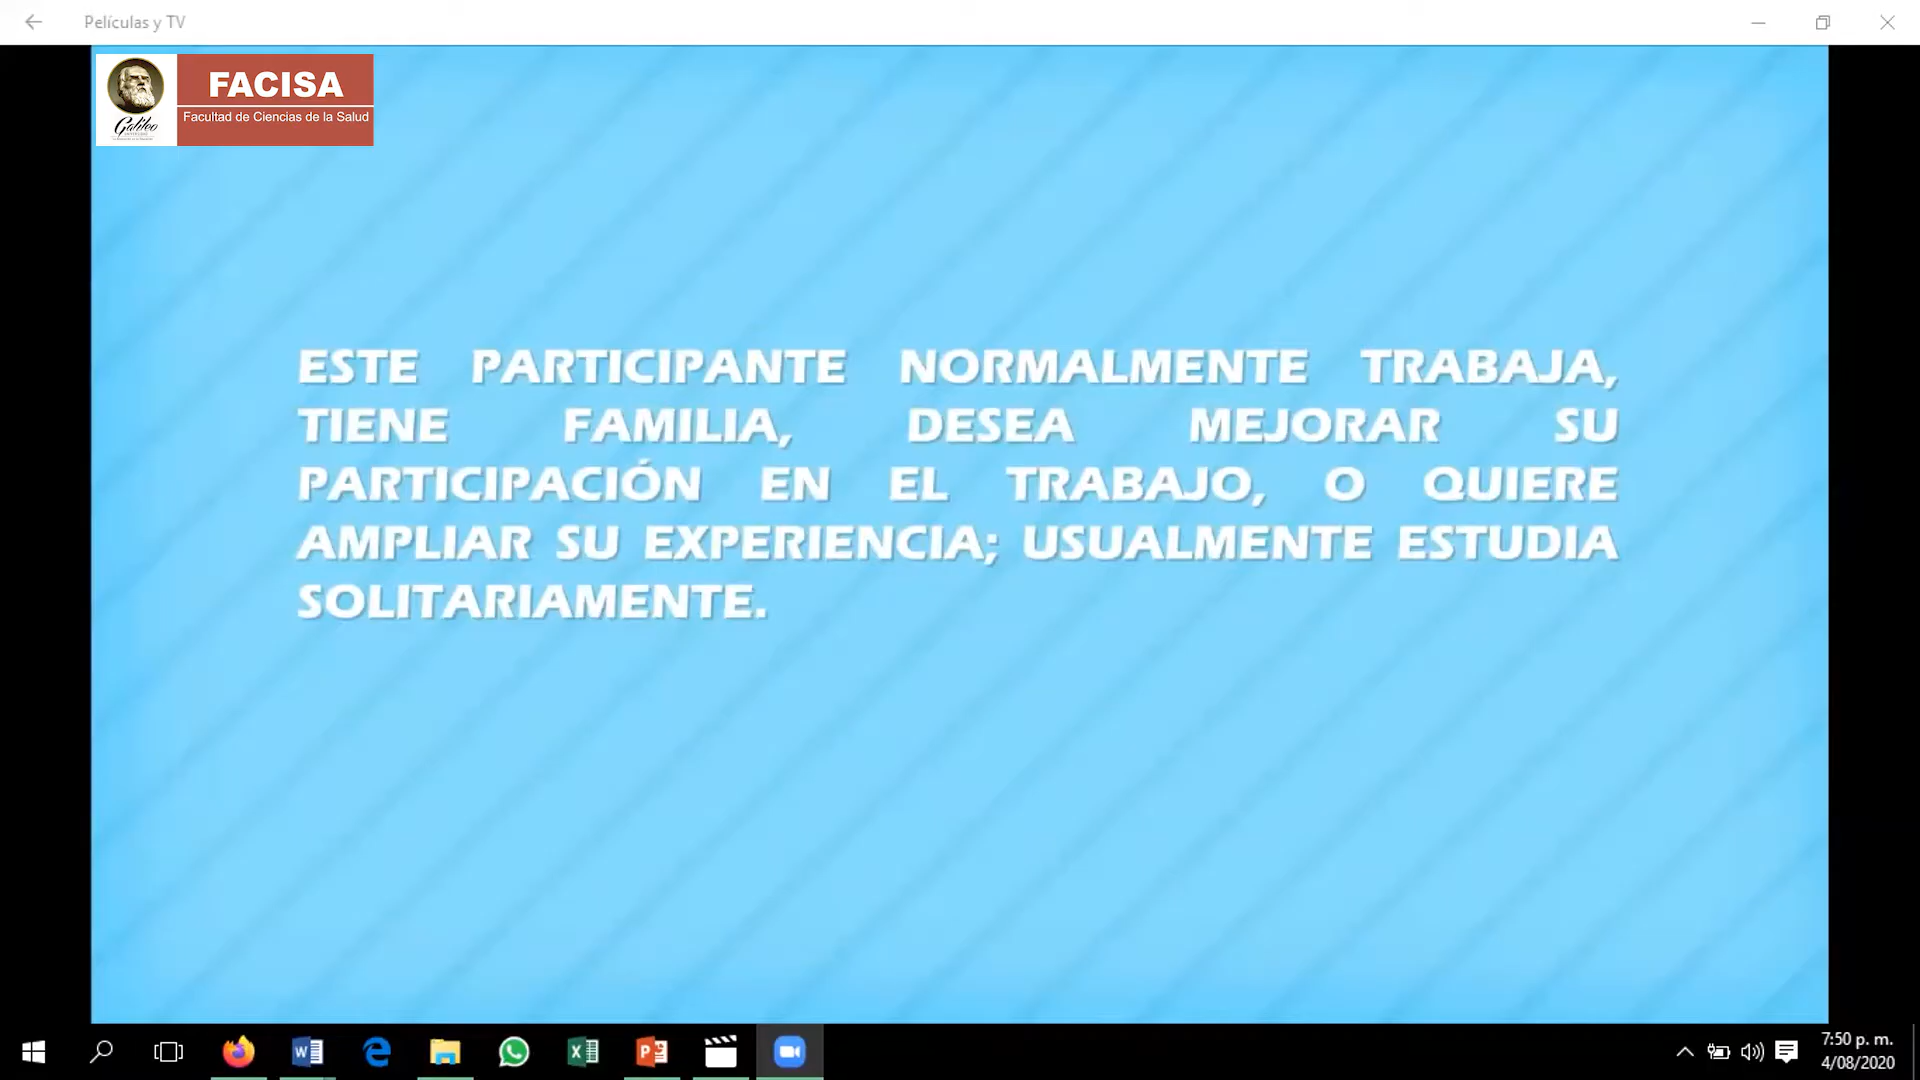 Películas y TV
FACISA
Facultad de Ciencias de la Salud
Galileo
ESTE PARTICIPANTE NORMALMENTE TRABAJA,
TIENE FAMILIA, DESEA MEJORAR SU
PARTICIPACIÓN EN EL TRABAJO, O QUIERE
AMPLIAR SU EXPERIENCIA; USUALMENTE ESTUDIA
SOLITARIAMENTE.
7:50 p. m.
4/08/2020